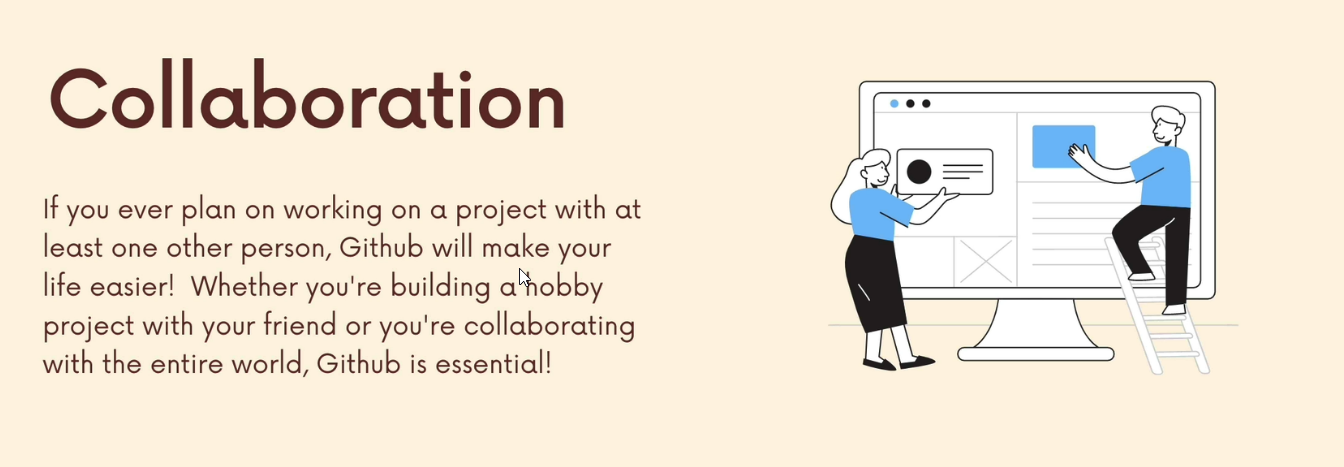 Collaboration
If you ever plan on working on a project with at
least one other person, Github will make your
life easier!  Whether you're building a hobby
project with your friend or you're collaborating
with the entire world, Github is essential!